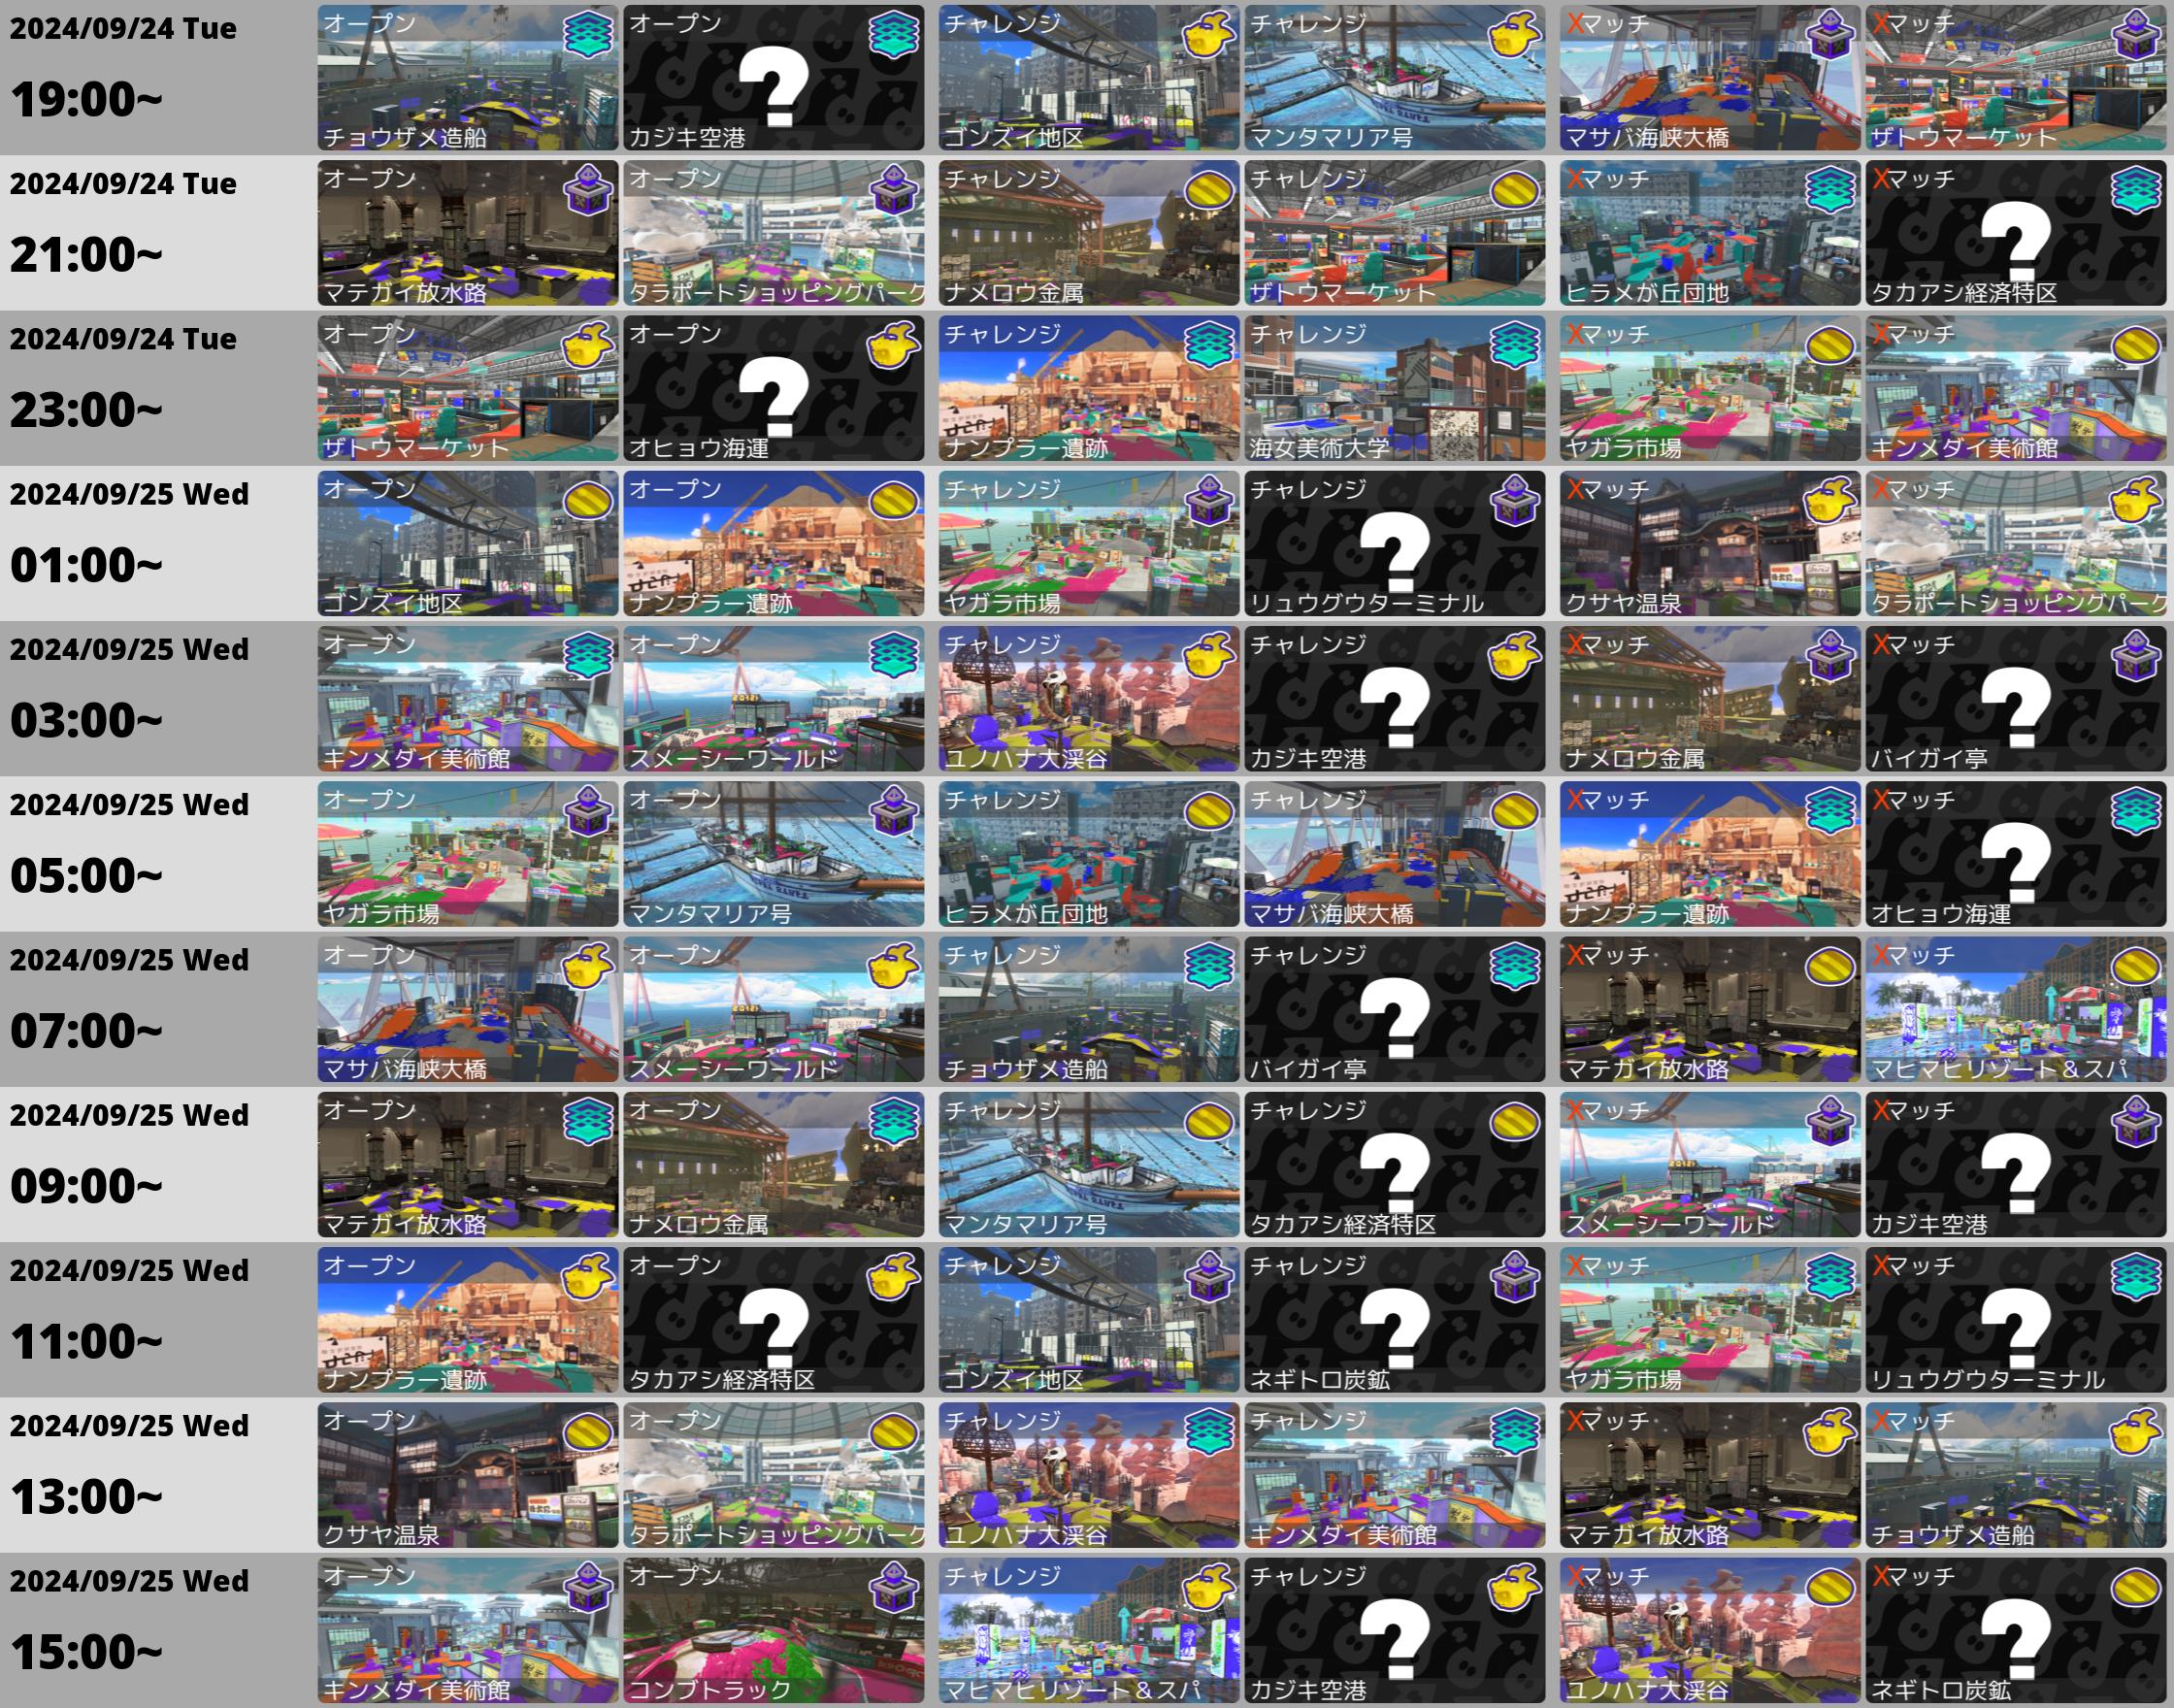 2024/09/24 Tue
19:00~
オープン
チョウザメ造船
オープン
カジキ空港
チャレンジ
ゴンズイ地区
チャレンジ
マンタマリア号
Xマッチ
マサバ海峡大橋
Xマッチ
ザトウマーケット
2024/09/24 Tue
21:00~
オープン
マテガイ放水路
オープン
タラポートショッピングパーク
チャレンジ
ナメロウ金属
チャレンジ
ザトウマーケット
Xマッチ
ヒラメが丘団地
Xマッチ
タカアシ経済特区
2024/09/24 Tue
23:00~
オープン
ザトウマーケット
オープン
オヒョウ海運
チャレンジ
ナンプラー遺跡
チャレンジ
海女美術大学
Xマッチ
ヤガラ市場
Xマッチ
キンメダイ美術館
2024/09/25 Wed
01:00~
オープン
ゴンズイ地区
オープン
ナンプラー遺跡
チャレンジ
ヤガラ市場
チャレンジ
リュウグウターミナル
Xマッチ
クサヤ温泉
Xマッチ
タラポートショッピングパーク
2024/09/25 Wed
03:00~
オープン
キンメダイ美術館
オープン
スメーシーワールド
チャレンジ
ユノハナ大渓谷
チャレンジ
カジキ空港
Xマッチ
ナメロウ金属
Xマッチ
バイガイ亭
2024/09/25 Wed
05:00~
オープン
ヤガラ市場
オープン
マンタマリア号
チャレンジ
ヒラメが丘団地
チャレンジ
マサバ海峡大橋
Xマッチ
ナンプラー遺跡
Xマッチ
オヒョウ海運
2024/09/25 Wed
07:00~
オープン
マサバ海峡大橋
オープン
スメーシーワールド
チャレンジ
チョウザメ造船
チャレンジ
バイガイ亭
Xマッチ
マテガイ放水路
Xマッチ
マヒマヒリゾート&スパ
2024/09/25 Wed
09:00~
オープン
マテガイ放水路
オープン
ナメロウ金属
チャレンジ
マンタマリア号
チャレンジ
タカアシ経済特区
Xマッチ
スメーシーワールド
Xマッチ
カジキ空港
2024/09/25 Wed
11:00~
オープン
ナンプラー遺跡
オープン
タカアシ経済特区
チャレンジ
ゴンズイ地区
チャレンジ
ネギトロ炭鉱
Xマッチ
ヤガラ市場
Xマッチ
リュウグウターミナル
2024/09/25 Wed
13:00~
オープン
クサヤ温泉
オープン
タラポートショッピングパーク
チャレンジ
ユノハナ大渓谷
チャレンジ
キンメダイ美術館
Xマッチ
マテガイ放水路
Xマッチ
チョウザメ造船
2024/09/25 Wed
15:00~
オープン
キンメダイ美術館
オープン
コンブトラック
チャレンジ
マヒマヒリゾート&スパ
チャレンジ
カジキ空港
Xマッチ
ユノハナ大渓谷
Xマッチ
ネギトロ炭鉱